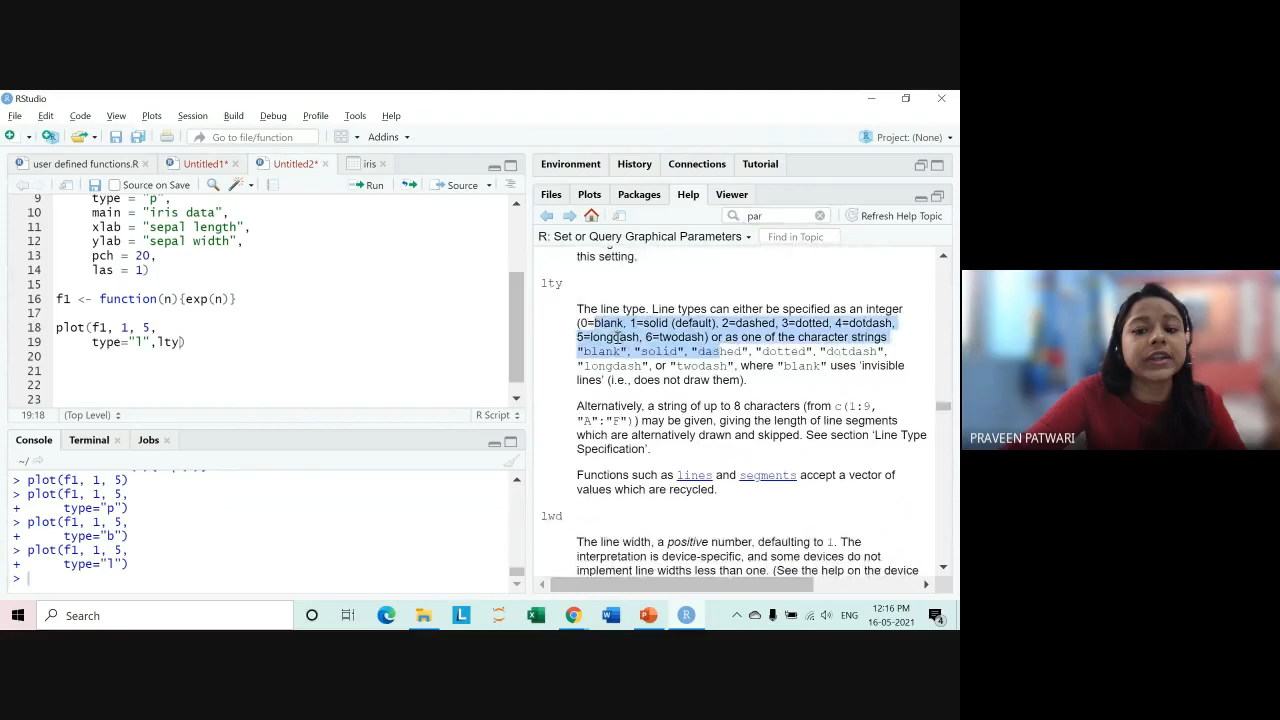 RStudio
File Edit Code View Plots Session Build Debug Profile Tools Help
Go to file/function
Addins
Project: (None)
user defined functions.R
Untitled1*
Untitled2*
iris
Source on Save
Run
Source
9 type = "p",
10 main = "iris data",
11 xlab = "sepal length",
12 ylab = "sepal width",
13 pch = 20,
14 las = 1)
15
16 f1 <- function(n){exp(n)}
17
18 plot(f1, 1, 5,
19 type="l",lty)
20
21
22
23
19:18 (Top Level) R Script
Console Terminal Jobs
~/
> plot(f1, 1, 5)
> plot(f1, 1, 5,
+ type="p")
> plot(f1, 1, 5,
+ type="b")
> plot(f1, 1, 5,
+ type="l")
>
Environment History Connections Tutorial
Files Plots Packages Help Viewer
par
Refresh Help Topic
R: Set or Query Graphical Parameters
Find in Topic
this setting.
lty
The line type. Line types can either be specified as an integer
(0=blank, 1=solid (default), 2=dashed, 3=dotted, 4=dotdash,
5=longdash, 6=twodash) or as one of the character strings
"blank", "solid", "dashed", "dotted", "dotdash",
"longdash", or "twodash", where "blank" uses ‘invisible
lines’ (i.e., does not draw them).
Alternatively, a string of up to 8 characters (from c(1:9,
"A":"F")) may be given, giving the length of line segments
which are alternatively drawn and skipped. See section ‘Line Type
Specification’.
Functions such as lines and segments accept a vector of
values which are recycled.
lwd
The line width, a positive number, defaulting to 1. The
interpretation is device-specific, and some devices do not
implement line widths less than one. (See the help on the device
PRAVEEN PATWARI
Search
ENG
12:16 PM
16-05-2021
4